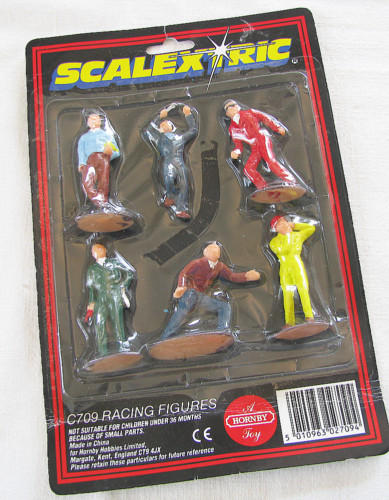 SCALEXTRIC®
C709 RACING FIGURES
NOT SUITABLE FOR CHILDREN UNDER 36 MONTHS
BECAUSE OF SMALL PARTS.
Made in China
for Hornby Hobbies Limited,
Margate, Kent, England CT9 4JX
Please retain these particulars for future reference
CE
A
HORNBY
Toy
5 010963 027094